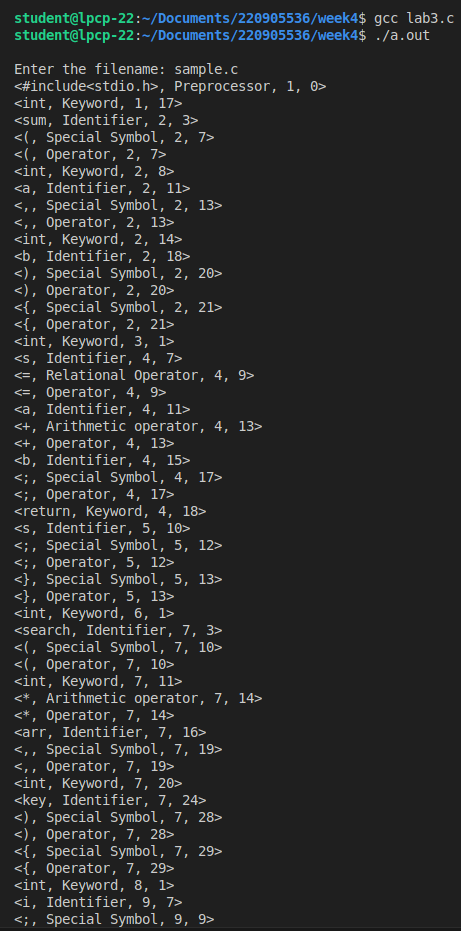 student@lpcp-22:~/Documents/220905536/week4$ gcc lab3.c
student@lpcp-22:~/Documents/220905536/week4$ ./a.out
Enter the filename: sample.c
<#include<stdio.h>, Preprocessor, 1, 0>
<int, Keyword, 1, 17>
<sum, Identifier, 2, 3>
<(, Special Symbol, 2, 7>
<(, Operator, 2, 7>
<int, Keyword, 2, 8>
<a, Identifier, 2, 11>
<,, Special Symbol, 2, 13>
<,, Operator, 2, 13>
<int, Keyword, 2, 14>
<b, Identifier, 2, 18>
<), Special Symbol, 2, 20>
<), Operator, 2, 20>
<{, Special Symbol, 2, 21>
<{, Operator, 2, 21>
<int, Keyword, 3, 1>
<s, Identifier, 4, 7>
<=, Relational Operator, 4, 9>
<=, Operator, 4, 9>
<a, Identifier, 4, 11>
<+, Arithmetic operator, 4, 13>
<+, Operator, 4, 13>
<b, Identifier, 4, 15>
<;, Special Symbol, 4, 17>
<;, Operator, 4, 17>
<return, Keyword, 4, 18>
<s, Identifier, 5, 10>
<;, Special Symbol, 5, 12>
<;, Operator, 5, 12>
<}, Special Symbol, 5, 13>
<}, Operator, 5, 13>
<int, Keyword, 6, 1>
<search, Identifier, 7, 3>
<(, Special Symbol, 7, 10>
<(, Operator, 7, 10>
<int, Keyword, 7, 11>
<*, Arithmetic operator, 7, 14>
<*, Operator, 7, 14>
<arr, Identifier, 7, 16>
<,, Special Symbol, 7, 19>
<,, Operator, 7, 19>
<int, Keyword, 7, 20>
<key, Identifier, 7, 24>
<), Special Symbol, 7, 28>
<), Operator, 7, 28>
<{, Special Symbol, 7, 29>
<{, Operator, 7, 29>
<int, Keyword, 8, 1>
<i, Identifier, 9, 7>
<;, Special Symbol, 9, 9>